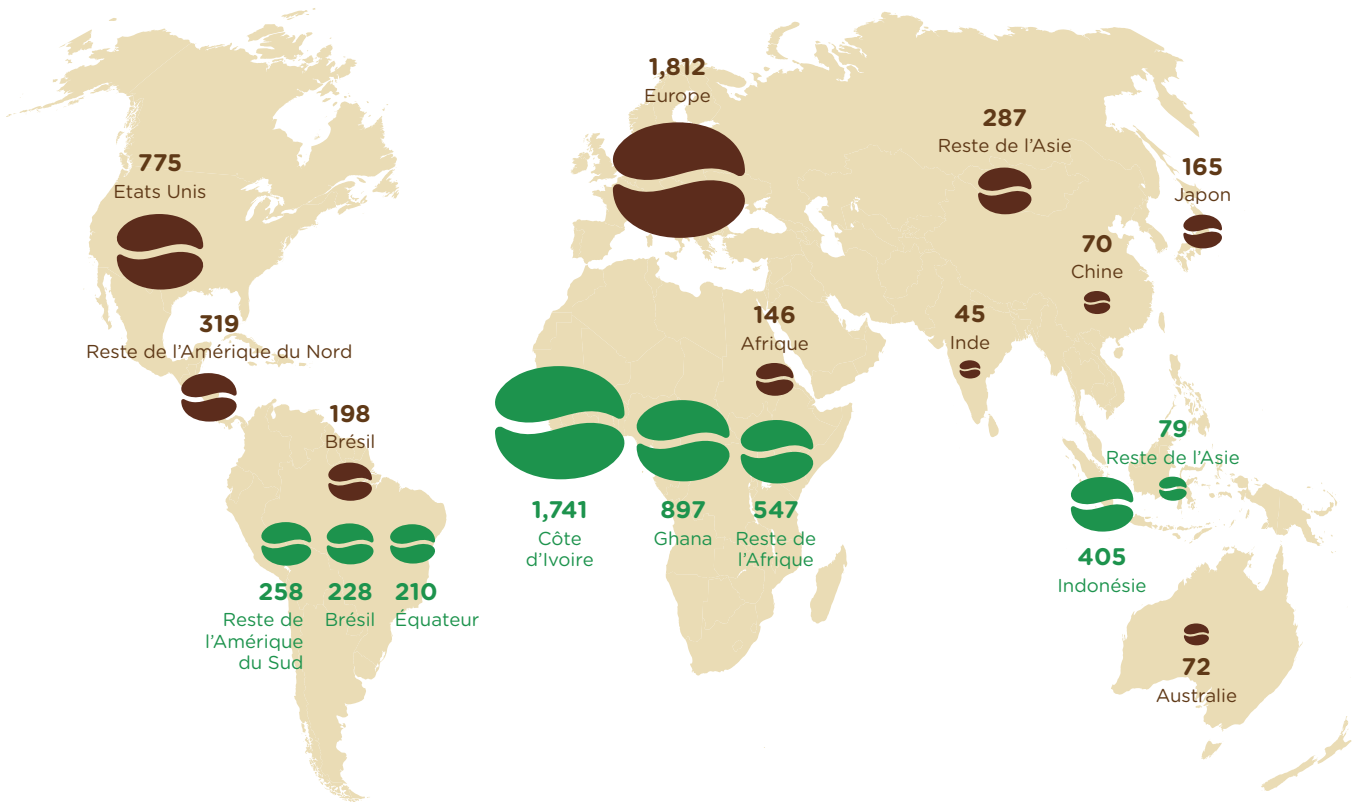 1,812
Europe
287
Reste de l'Asie
775
Etats Unis
165
Japon
70
Chine
319
Reste de l'Amérique du Nord
146
Afrique
45
Inde
198
Brésil
79
Reste de l'Asie
1,741
Côte
d'Ivoire
897
Ghana
547
Reste de
l'Afrique
405
Indonésie
258
Reste de
l'Amérique
du Sud
228
Brésil
210
Équateur
72
Australie